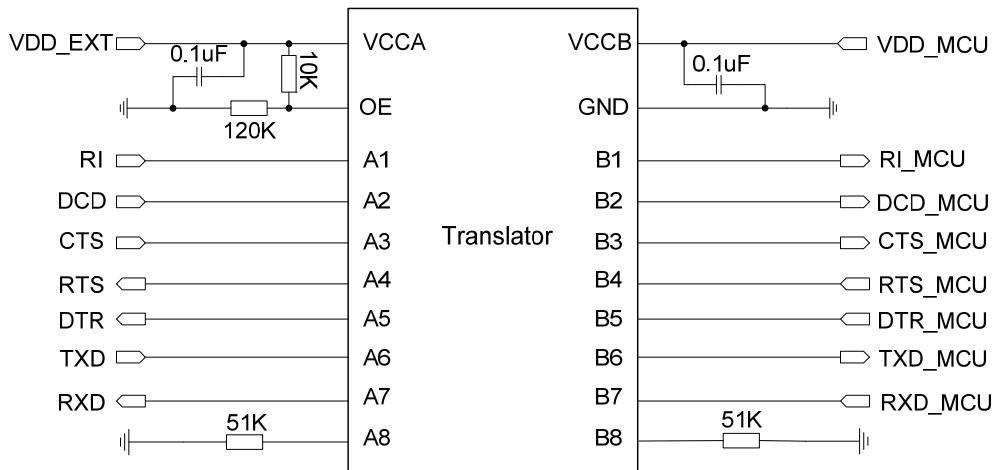 VDD_EXT
0.1uF
10K
VCCA
VCCB
0.1uF
VDD_MCU
120K
OE
GND
RI
A1
B1
RI_MCU
DCD
A2
B2
DCD_MCU
CTS
A3
Translator
B3
CTS_MCU
RTS
A4
B4
RTS_MCU
DTR
A5
B5
DTR_MCU
TXD
A6
B6
TXD_MCU
RXD
A7
B7
RXD_MCU
51K
A8
B8
51K